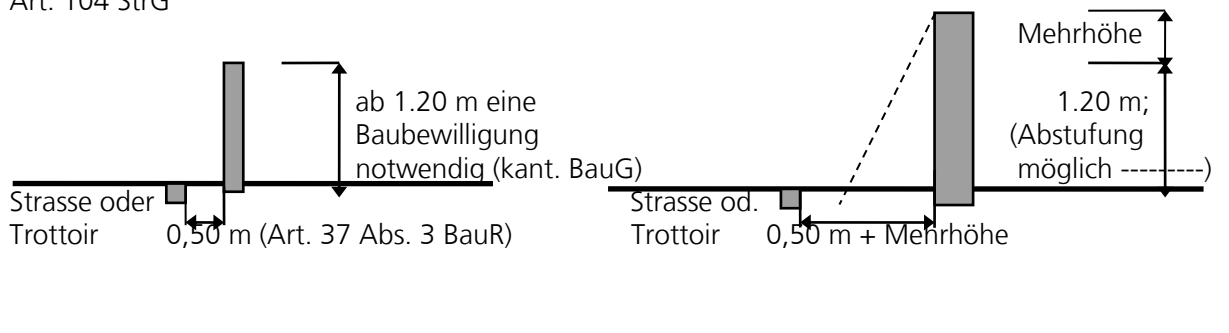 Art. 104 StrG
ab 1.20 m eine
Baubewilligung
notwendig (kant. BauG)
Strasse oder
Trottoir
0,50 m (Art. 37 Abs. 3 BauR)
Mehrhöhe
1.20 m;
(Abstufung
möglich ---------)
Strasse od.
Trottoir
0,50 m + Mehrhöhe